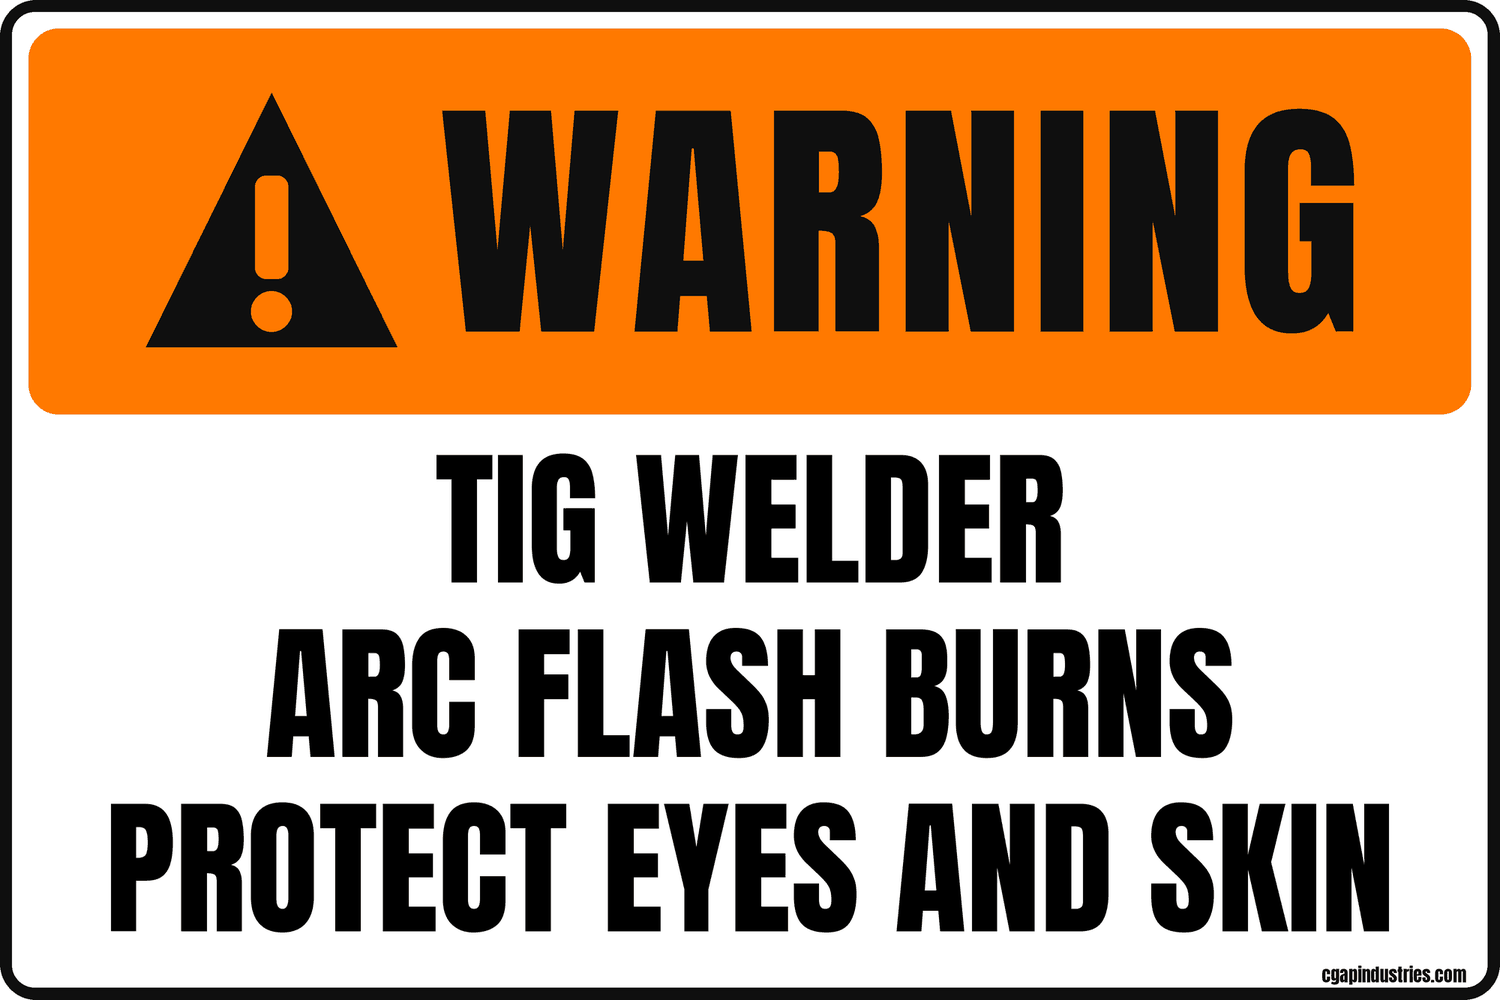 WARNING
TIG WELDER
ARC FLASH BURNS
PROTECT EYES AND SKIN
cgapindustries.com